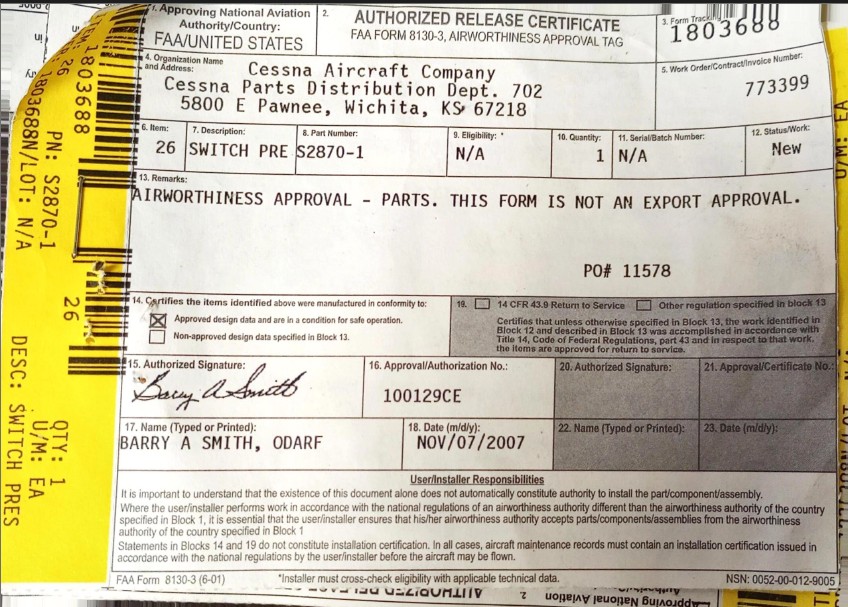 1. Approving National Aviation
Authority/Country:
FAA/UNITED STATES
2.
AUTHORIZED RELEASE CERTIFICATE
FAA FORM 8130-3, AIRWORTHINESS APPROVAL TAG
3. Form Tracking
1803688
4. Organization Name
and Address:
Cessna Aircraft Company
Cessna Parts Distribution Dept. 702
5800 E Pawnee, Wichita, KS 67218
5. Work Order/Contract/Invoice Number:
773399
6. Item:
26
7. Description:
SWITCH PRE
8. Part Number:
S2870-1
9. Eligibility: *
N/A
10. Quantity:
1
11. Serial/Batch Number:
N/A
12. Status/Work:
New
13. Remarks:
AIRWORTHINESS APPROVAL - PARTS. THIS FORM IS NOT AN EXPORT APPROVAL.
PO# 11578
14. Certifies the items identified above were manufactured in conformity to:
Approved design data and are in a condition for safe operation.
Non-approved design data specified in Block 13.
19. 14 CFR 43.9 Return to Service Other regulation specified in block 13
Certifies that unless otherwise specified in Block 13, the work identified in
Block 12 and described in Block 13 was accomplished in accordance with
Title 14, Code of Federal Regulations, part 43 and in respect to that work,
the items are approved for return to service.
15. Authorized Signature:
Barry A Smith
16. Approval/Authorization No.:
100129CE
20. Authorized Signature:
21. Approval/Certificate No.:
17. Name (Typed or Printed):
BARRY A SMITH, ODARF
18. Date (m/d/y):
NOV/07/2007
22. Name (Typed or Printed):
23. Date (m/d/y):
User/Installer Responsibilities
It is important to understand that the existence of this document alone does not automatically constitute authority to install the part/component/assembly.
Where the user/installer performs work in accordance with the national regulations of an airworthiness authority different than the airworthiness authority of the country
specified in Block 1, it is essential that the user/installer ensures that his/her airworthiness authority accepts parts/components/assemblies from the airworthiness
authority of the country specified in Block 1
Statements in Blocks 14 and 19 do not constitute installation certification. In all cases, aircraft maintenance records must contain an installation certification issued in
accordance with the national regulations by the user/installer before the aircraft may be flown.
FAA Form 8130-3 (6-01)
*Installer must cross-check eligibility with applicable technical data.
NSN: 0052-00-012-9005
1803688
26
PN: S2870-1
1803688N/LOT: N/A
26
QTY: 1
U/M: EA
DESC: SWITCH PRES
U/M: EA
Approving National Aviation
2.
AUTHORIZED RELEASE